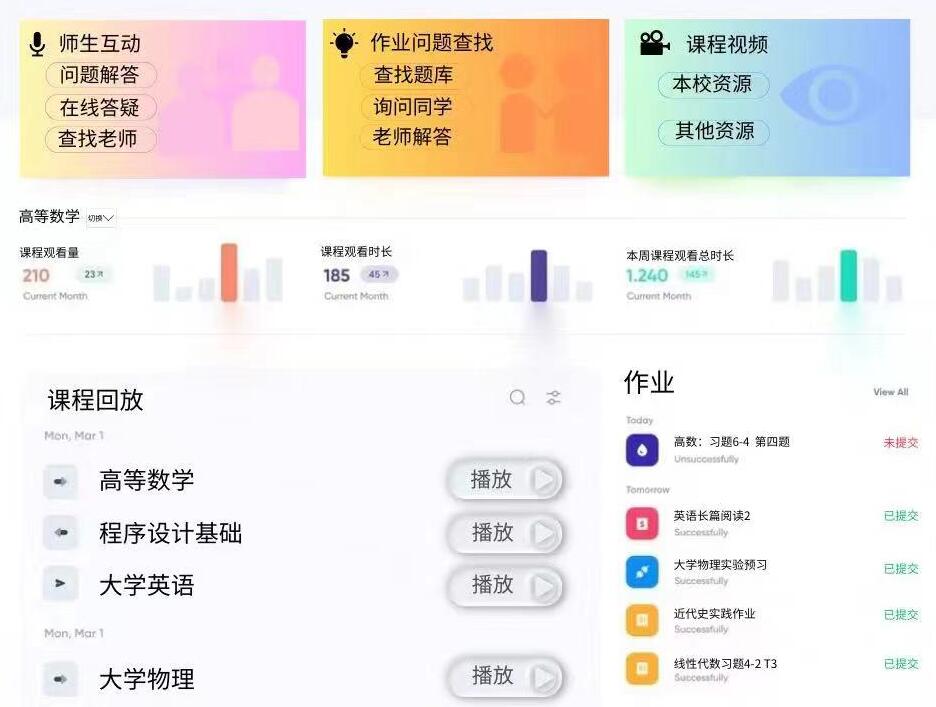 师生互动
问题解答
在线答疑
查找老师
作业问题查找
查找题库
询问同学
老师解答
课程视频
本校资源
其他资源
高等数学 切换
课程观看量
210 23
Current Month
课程观看时长
185 45
Current Month
本周课程观看总时长
1.240 145
Current Month
课程回放
Mon, Mar 1
高等数学 播放
程序设计基础 播放
大学英语 播放
Mon, Mar 1
大学物理 播放
作业
View All
Today
高数：习题6-4 第四题 未提交
Unsuccessfully
Tomorrow
英语长篇阅读2 已提交
Successfully
大学物理实验预习 已提交
Successfully
近代史实践作业 已提交
Successfully
线性代数习题4-2 T3 已提交
Successfully